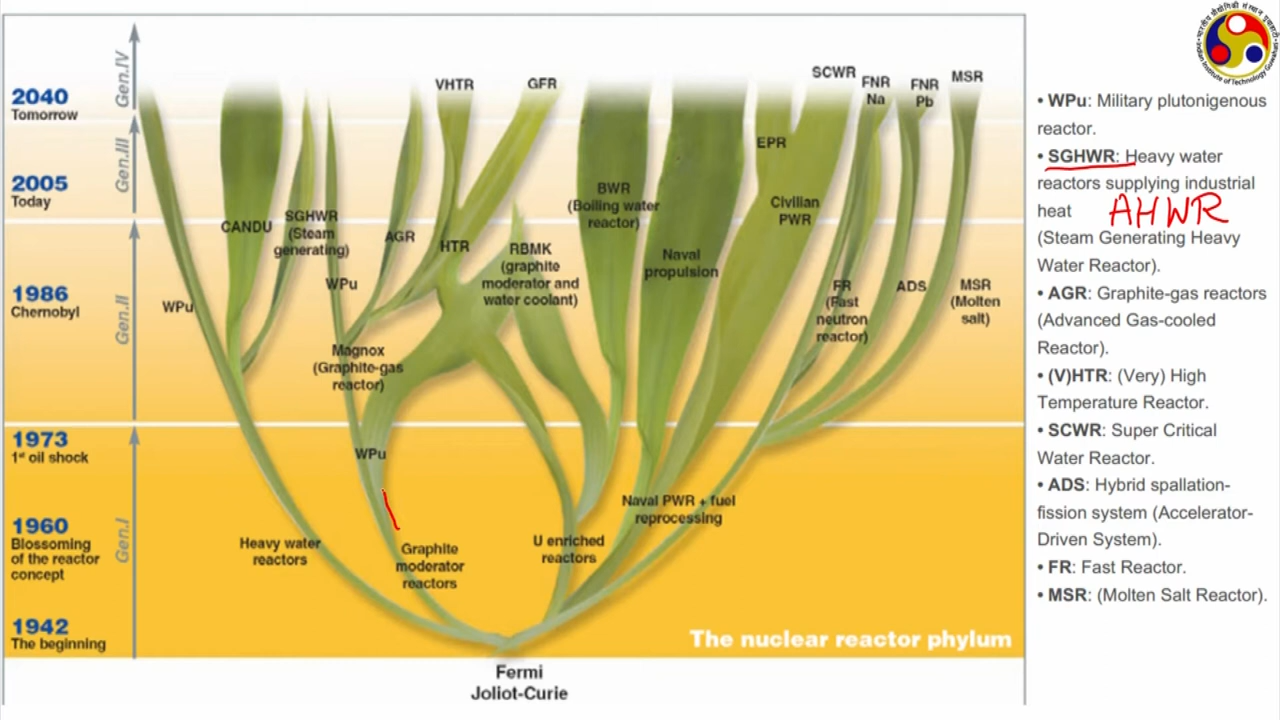 2040
Tomorrow
2005
Today
1986
Chernobyl
1973
1st oil shock
1960
Blossoming
of the reactor
concept
1942
The beginning
Gen.IV
Gen.III
Gen.II
Gen.I
VHTR
GFR
SCWR
FNR
Na
FNR
Pb
MSR
EPR
BWR
(Boiling water
reactor)
Civilian
PWR
CANDU
SGHWR
(Steam
generating)
AGR
HTR
RBMK
(graphite
moderator and
water coolant)
Naval
propulsion
WPu
WPu
FR
(Fast
neutron
reactor)
ADS
MSR
(Molten
salt)
Magnox
(Graphite-gas
reactor)
WPu
Naval PWR + fuel
reprocessing
Heavy water
reactors
Graphite
moderator
reactors
U enriched
reactors
The nuclear reactor phylum
Fermi
Joliot-Curie
• WPu: Military plutonigenous
reactor.
• SGHWR: Heavy water
reactors supplying industrial
heat
AHWR
(Steam Generating Heavy
Water Reactor).
• AGR: Graphite-gas reactors
(Advanced Gas-cooled
Reactor).
• (V)HTR: (Very) High
Temperature Reactor.
• SCWR: Super Critical
Water Reactor.
• ADS: Hybrid spallation-
fission system (Accelerator-
Driven System).
• FR: Fast Reactor.
• MSR: (Molten Salt Reactor).